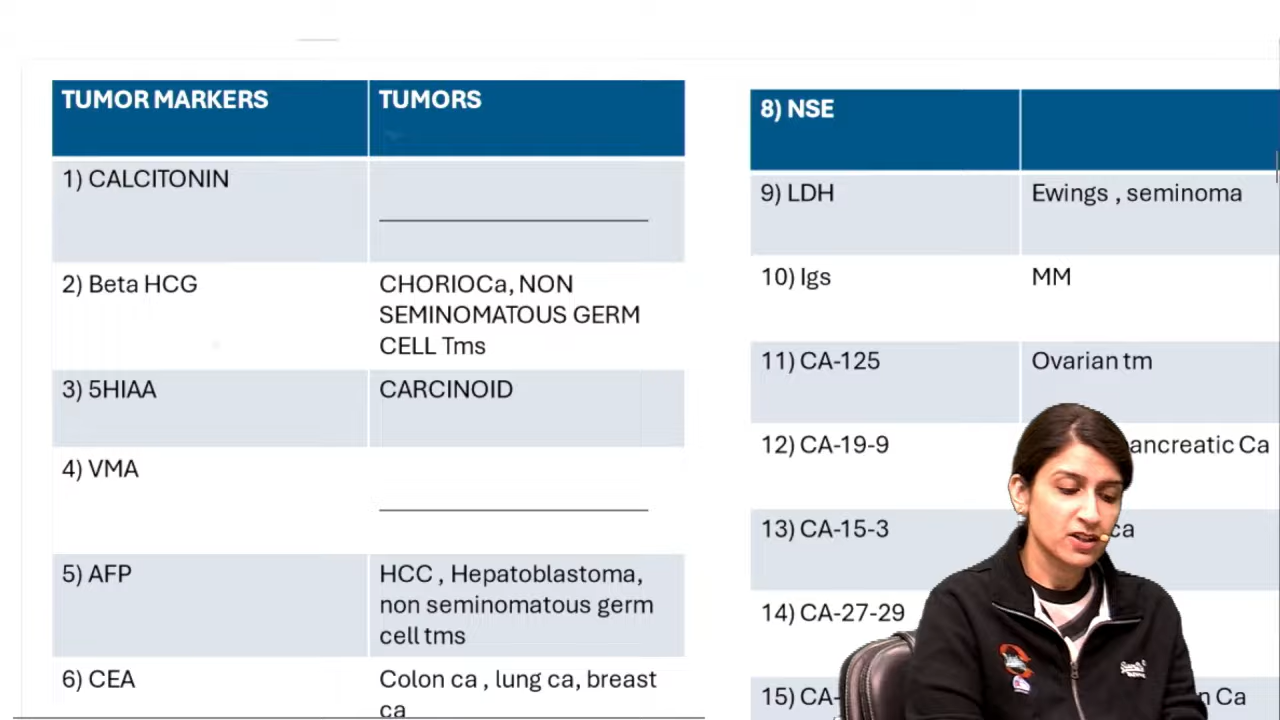 TUMOR MARKERS TUMORS
1) CALCITONIN
2) Beta HCG CHORIOCa, NON
SEMINOMATOUS GERM
CELL Tms
3) 5HIAA CARCINOID
4) VMA
5) AFP HCC , Hepatoblastoma,
non seminomatous germ
cell tms
6) CEA Colon ca , lung ca, breast
ca
8) NSE
9) LDH Ewings , seminoma
10) Igs MM
11) CA-125 Ovarian tm
12) CA-19-9 ancreatic Ca
13) CA-15-3 ca
14) CA-27-29
15) CA- n Ca